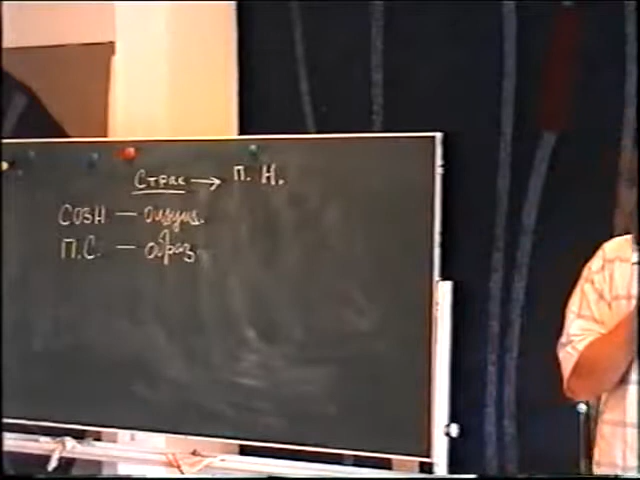 Страх → П. Н.
СОЗН — ощущ.
П.С. — образ